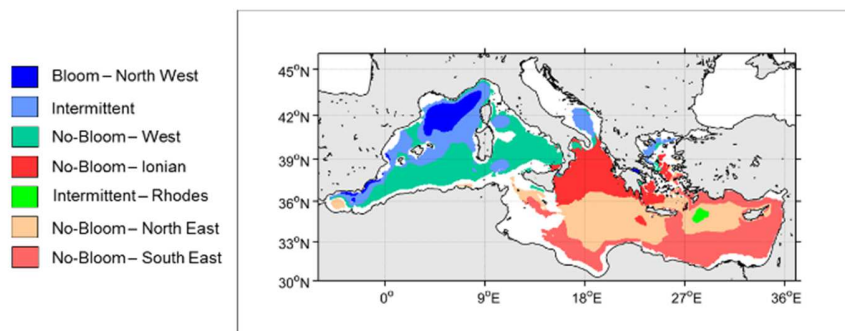 Bloom – North West
Intermittent
No-Bloom – West
No-Bloom – Ionian
Intermittent – Rhodes
No-Bloom – North East
No-Bloom – South East
45°N
42°N
39°N
36°N
33°N
30°N
0° 9°E 18°E 27°E 36°E